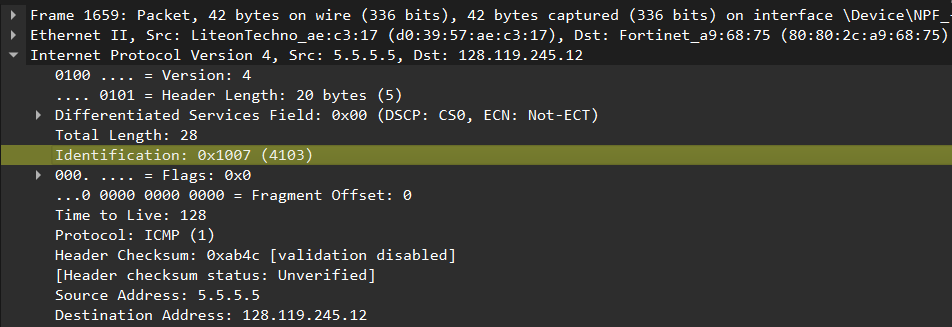 Frame 1659: Packet, 42 bytes on wire (336 bits), 42 bytes captured (336 bits) on interface \Device\NPF_
Ethernet II, Src: LiteonTechno_ae:c3:17 (d0:39:57:ae:c3:17), Dst: Fortinet_a9:68:75 (80:80:2c:a9:68:75)
Internet Protocol Version 4, Src: 5.5.5.5, Dst: 128.119.245.12
0100 .... = Version: 4
.... 0101 = Header Length: 20 bytes (5)
Differentiated Services Field: 0x00 (DSCP: CS0, ECN: Not-ECT)
Total Length: 28
Identification: 0x1007 (4103)
000. .... = Flags: 0x0
...0 0000 0000 0000 = Fragment Offset: 0
Time to Live: 128
Protocol: ICMP (1)
Header Checksum: 0xab4c [validation disabled]
[Header checksum status: Unverified]
Source Address: 5.5.5.5
Destination Address: 128.119.245.12